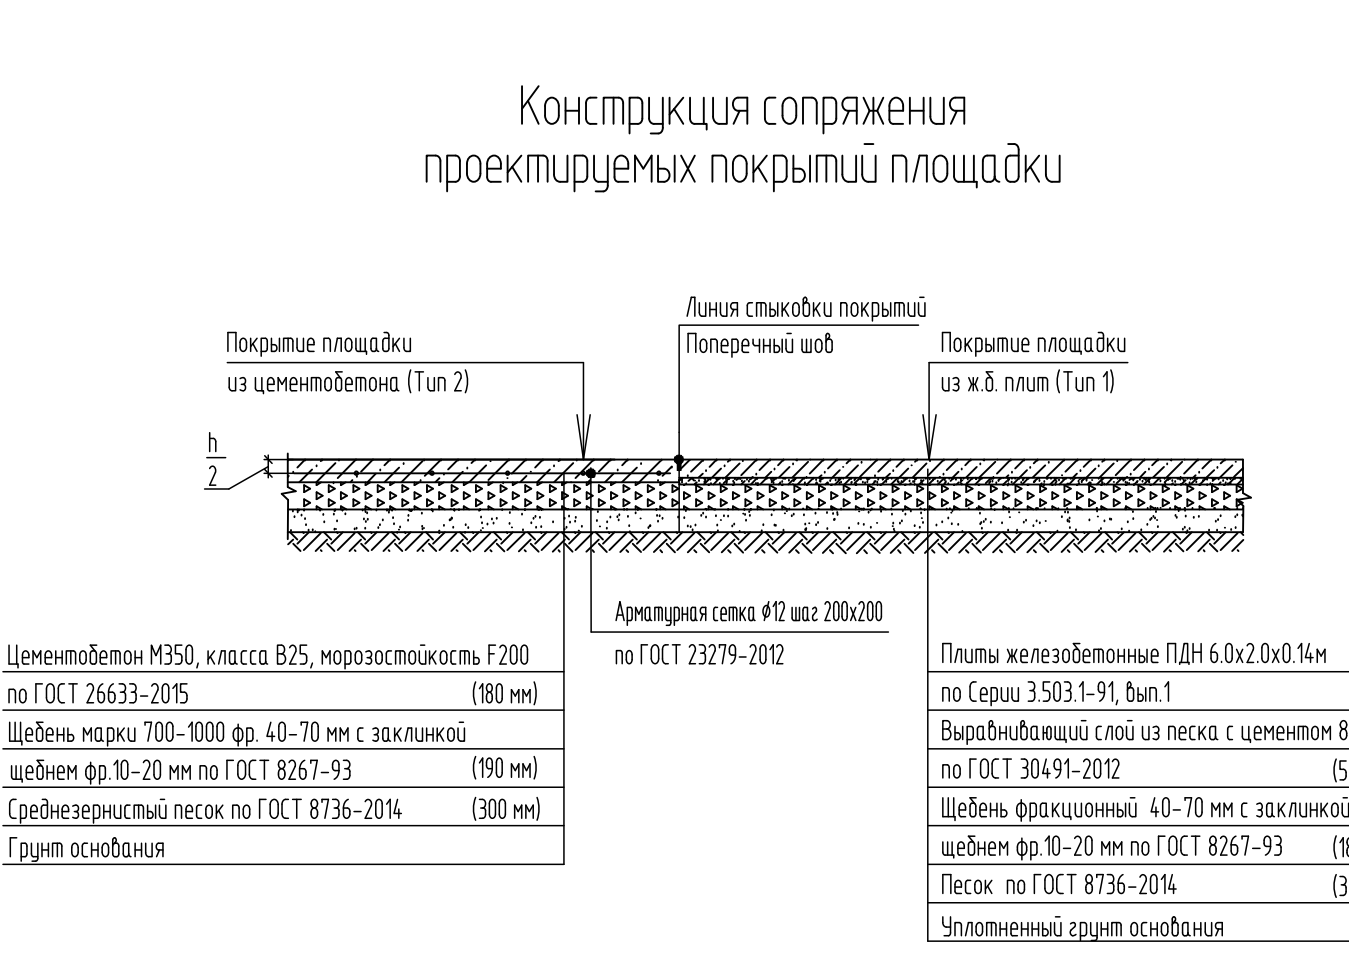 Конструкция сопряжения
проектируемых покрытий площадки
Линия стыковки покрытий
Поперечный шов
Покрытие площадки
из цементобетона (Тип 2)
Покрытие площадки
из ж.б. плит (Тип 1)
h
2
Арматурная сетка ϕ12 шаг 200х200
по ГОСТ 23279-2012
Цементобетон М350, класса В25, морозостойкость F200
по ГОСТ 26633-2015 (180 мм)
Щебень марки 700-1000 фр. 40-70 мм с заклинкой
щебнем фр.10-20 мм по ГОСТ 8267-93 (190 мм)
Среднезернистый песок по ГОСТ 8736-2014 (300 мм)
Грунт основания
Плиты железобетонные ПДН 6.0х2.0х0.14м
по Серии 3.503.1-91, вып.1
Выравнивающий слой из песка с цементом 8
по ГОСТ 30491-2012 (5
Щебень фракционный 40-70 мм с заклинкой
щебнем фр.10-20 мм по ГОСТ 8267-93 (18
Песок по ГОСТ 8736-2014 (3
Уплотненный грунт основания